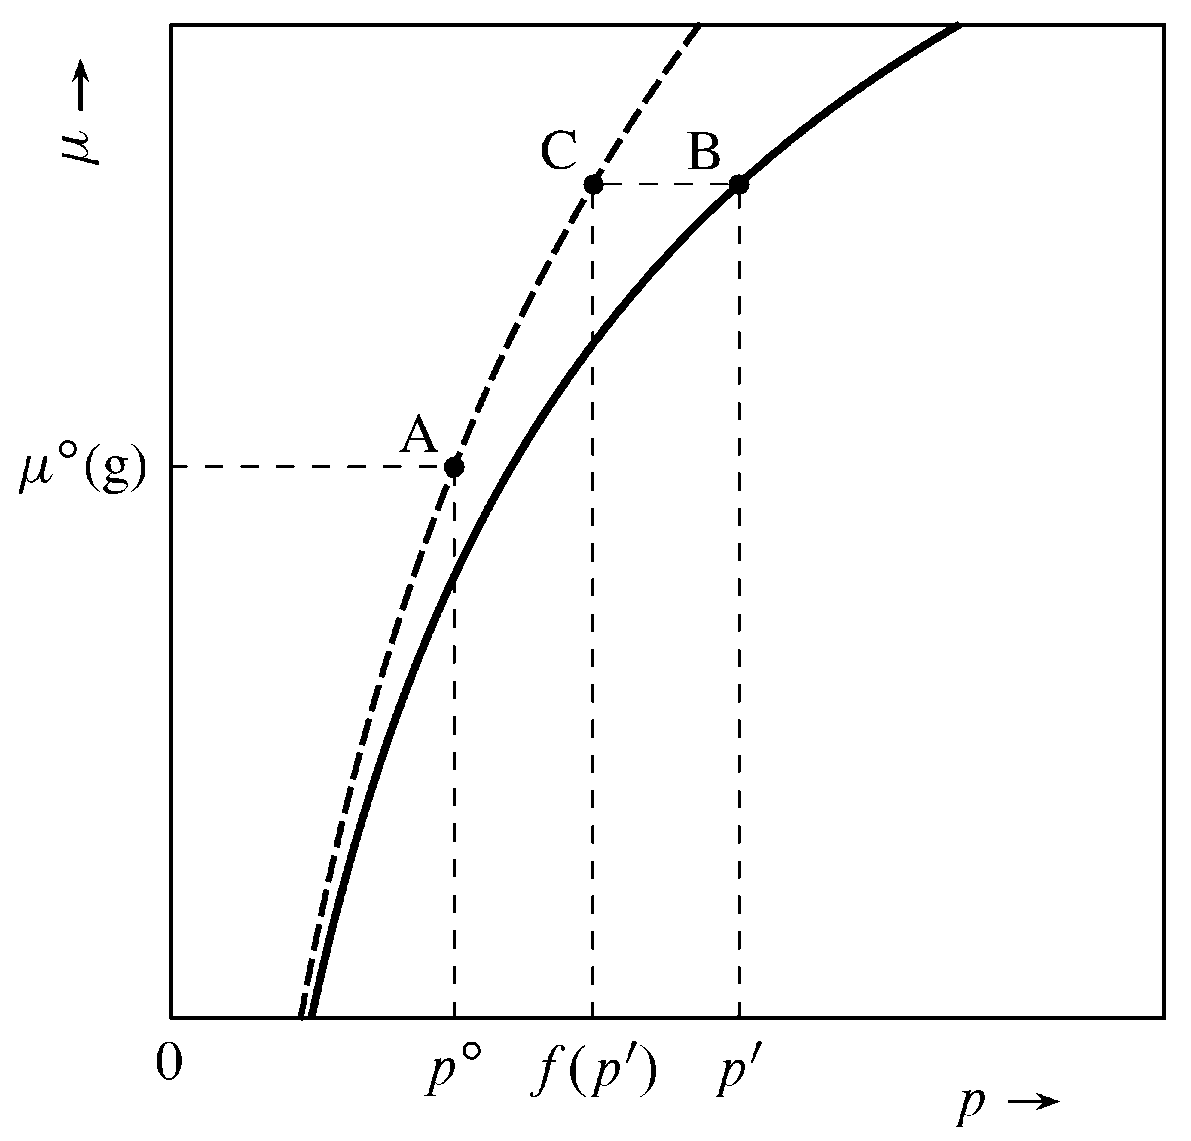 μ →
C
B
A
μ°(g)
0
p°
f(p′)
p′
p →